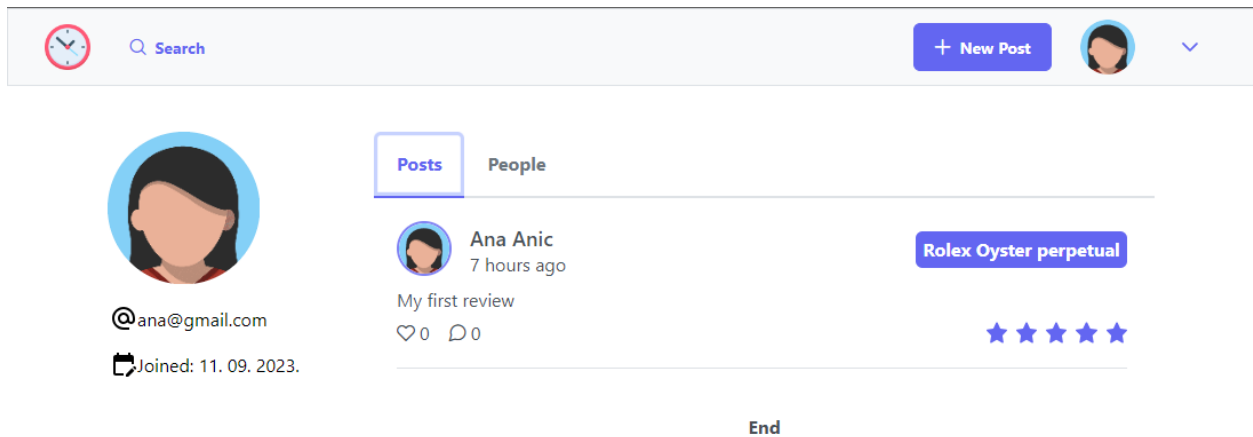 Search
+ New Post
Posts People
Ana Anic
7 hours ago
Rolex Oyster perpetual
My first review
0 0
@ana@gmail.com
Joined: 11. 09. 2023.
End